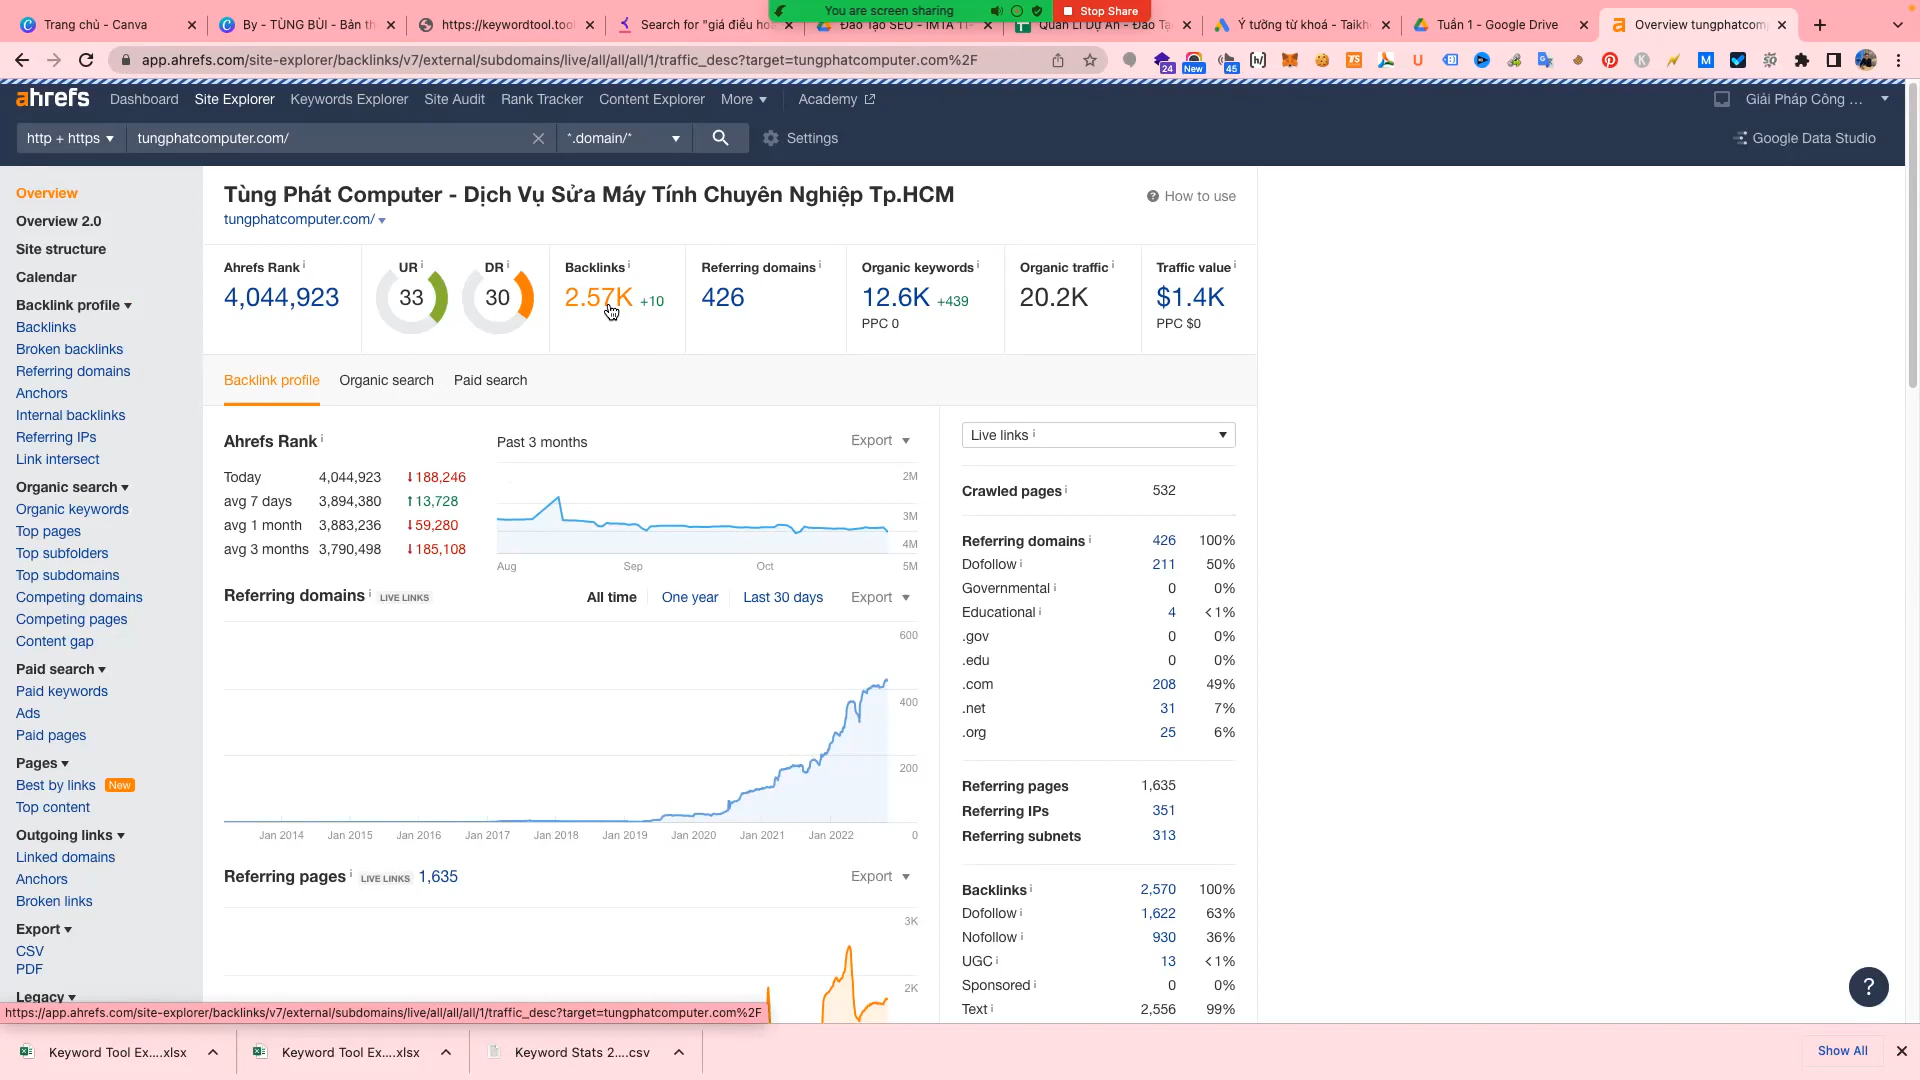 Trang chủ - Canva
By - TÙNG BÙI - Bản th
https://keywordtool.tool
Search for "giá điều hoà
Đào Tạo SEO - IMTA 11-
Quản Lí Dự Án - Đào Tạ
Ý tưởng từ khoá - Taikh
Tuần 1 - Google Drive
Overview tungphatcom
You are screen sharing
Stop Share
app.ahrefs.com/site-explorer/backlinks/v7/external/subdomains/live/all/all/all/1/traffic_desc?target=tungphatcomputer.com%2F
24
New
45
ahrefs
Dashboard
Site Explorer
Keywords Explorer
Site Audit
Rank Tracker
Content Explorer
More
Academy
Giải Pháp Công ...
http + https
tungphatcomputer.com/
*.domain/*
Settings
Google Data Studio
Overview
Overview 2.0
Site structure
Calendar
Backlink profile
Backlinks
Broken backlinks
Referring domains
Anchors
Internal backlinks
Referring IPs
Link intersect
Organic search
Organic keywords
Top pages
Top subfolders
Top subdomains
Competing domains
Competing pages
Content gap
Paid search
Paid keywords
Ads
Paid pages
Pages
Best by links New
Top content
Outgoing links
Linked domains
Anchors
Broken links
Export
CSV
PDF
Legacy
Tùng Phát Computer - Dịch Vụ Sửa Máy Tính Chuyên Nghiệp Tp.HCM
tungphatcomputer.com/
How to use
Ahrefs Rank
4,044,923
UR
33
DR
30
Backlinks
2.57K +10
Referring domains
426
Organic keywords
12.6K +439
PPC 0
Organic traffic
20.2K
Traffic value
$1.4K
PPC $0
Backlink profile
Organic search
Paid search
Ahrefs Rank
Past 3 months
Export
Today 4,044,923 ↓188,246
avg 7 days 3,894,380 ↑13,728
avg 1 month 3,883,236 ↓59,280
avg 3 months 3,790,498 ↓185,108
2M
3M
4M
5M
Aug Sep Oct
Referring domains LIVE LINKS
All time One year Last 30 days Export
600
400
200
0
Jan 2014 Jan 2015 Jan 2016 Jan 2017 Jan 2018 Jan 2019 Jan 2020 Jan 2021 Jan 2022
Referring pages LIVE LINKS 1,635
Export
3K
2K
Live links
Crawled pages 532
Referring domains 426 100%
Dofollow 211 50%
Governmental 0 0%
Educational 4 <1%
.gov 0 0%
.edu 0 0%
.com 208 49%
.net 31 7%
.org 25 6%
Referring pages 1,635
Referring IPs 351
Referring subnets 313
Backlinks 2,570 100%
Dofollow 1,622 63%
Nofollow 930 36%
UGC 13 <1%
Sponsored 0 0%
Text 2,556 99%
?
https://app.ahrefs.com/site-explorer/backlinks/v7/external/subdomains/live/all/all/all/1/traffic_desc?target=tungphatcomputer.com%2F
Keyword Tool Ex....xlsx
Keyword Tool Ex....xlsx
Keyword Stats 2....csv
Show All